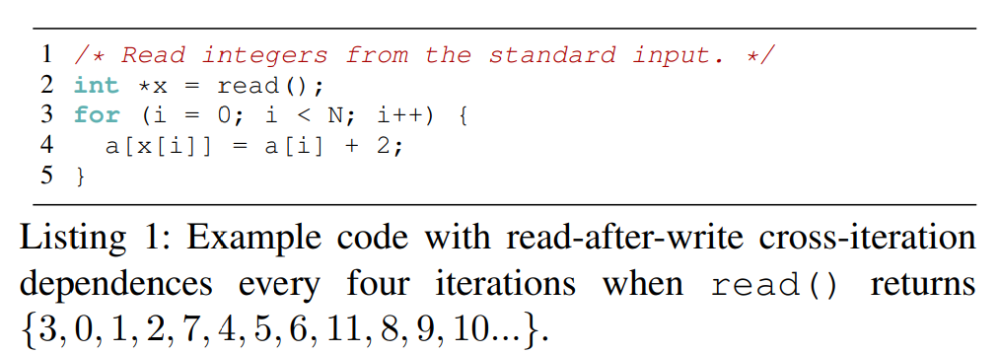 1 /* Read integers from the standard input. */
2 int *x = read();
3 for (i = 0; i < N; i++) {
4 a[x[i]] = a[i] + 2;
5 }
Listing 1: Example code with read-after-write cross-iteration
dependences every four iterations when read() returns
{3, 0, 1, 2, 7, 4, 5, 6, 11, 8, 9, 10...}.